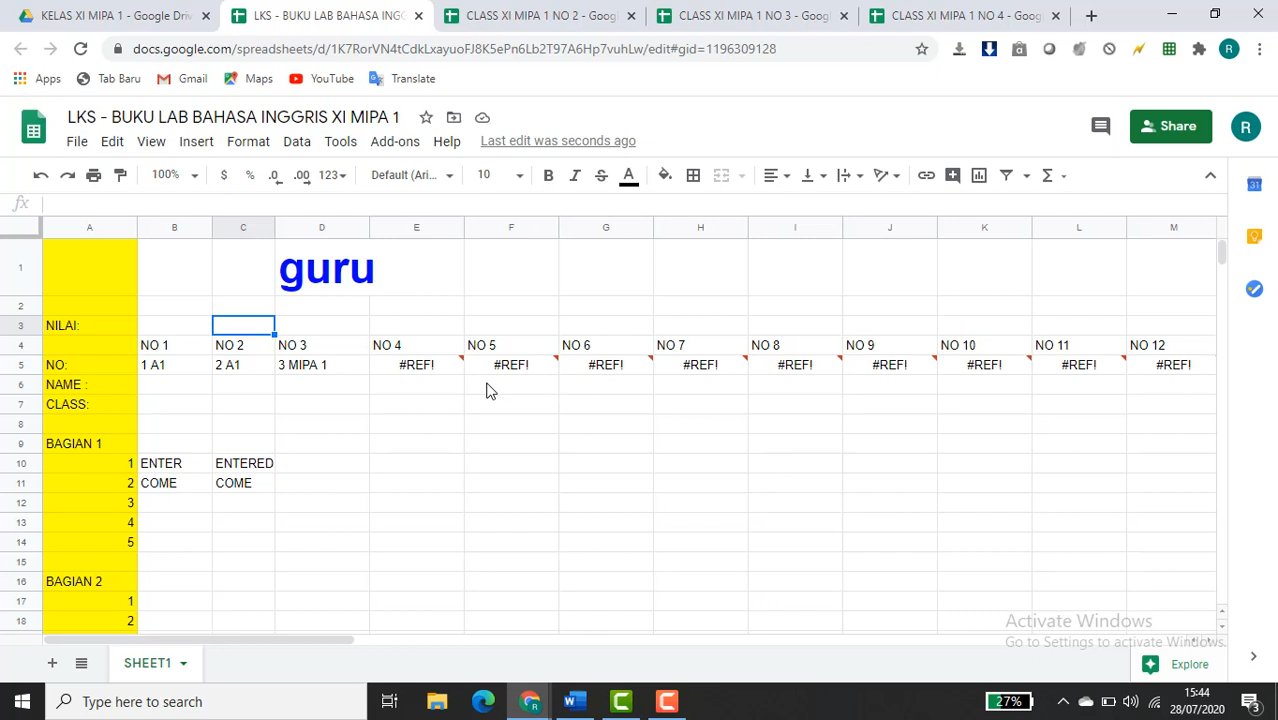 KELAS XI MIPA 1 - Google Drive
LKS - BUKU LAB BAHASA INGG
CLASS XI MIPA 1 NO 2 - Goog
CLASS XI MIPA 1 NO 3 - Goog
CLASS XI MIPA 1 NO 4 - Goog
docs.google.com/spreadsheets/d/1K7RorVN4tCdkLxayuoFJ8K5ePn6Lb2T97A6Hp7vuhLw/edit#gid=1196309128
R
Apps
Tab Baru
Gmail
Maps
YouTube
Translate
LKS - BUKU LAB BAHASA INGGRIS XI MIPA 1
File Edit View Insert Format Data Tools Add-ons Help Last edit was seconds ago
Share
R
100% $ % .0 .00 123 Default (Ari... 10 B I S A
31
fx
A B C D E F G H I J K L M
1 guru
2
3 NILAI:
4 NO 1 NO 2 NO 3 NO 4 NO 5 NO 6 NO 7 NO 8 NO 9 NO 10 NO 11 NO 12
5 NO: 1 A1 2 A1 3 MIPA 1 #REF! #REF! #REF! #REF! #REF! #REF! #REF! #REF! #REF!
6 NAME :
7 CLASS:
8
9 BAGIAN 1
10 1 ENTER ENTERED
11 2 COME COME
12 3
13 4
14 5
15
16 BAGIAN 2
17 1
18 2
Activate Windows
Go to Settings to activate Windows.
SHEET1
Explore
Type here to search
W
C
C
27%
15:44
28/07/2020
3